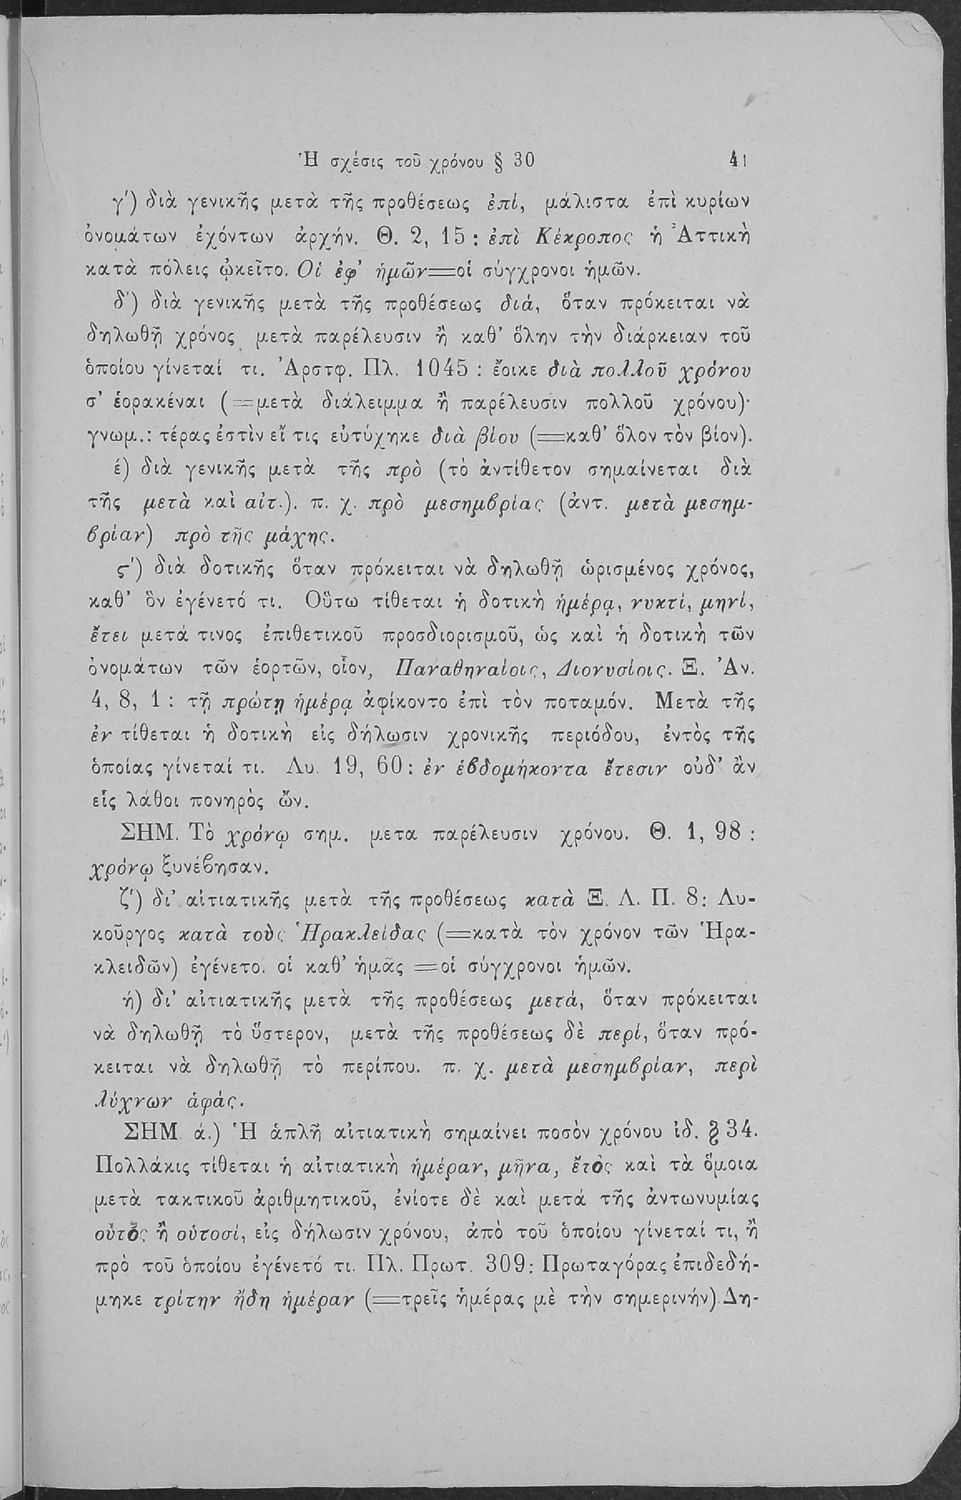 Ἡ σχέσις τοῦ χρόνου § 30 41
γ΄) διὰ γενικῆς μετὰ τῆς προθέσεως ἐπί, μάλιστα ἐπὶ κυρίων
ὀνομάτων ἐχόντων ἀρχήν. Θ. 2, 15 : ἐπὶ Κέκροπος ἡ Ἀττικὴ
κατὰ πόλεις ᾠκεῖτο. Οἱ ἐφ’ ἡμῶν=οἱ σύγχρονοι ἡμῶν.
δ΄) διὰ γενικῆς μετὰ τῆς προθέσεως διά, ὅταν πρόκειται νὰ
δηλωθῇ χρόνος μετὰ παρέλευσιν ἢ καθ’ ὅλην τὴν διάρκειαν τοῦ
ὁποίου γίνεταί τι. Ἀρστφ. Πλ. 1045 : ἔοικε διὰ πολλοῦ χρόνου
σ’ ἑορακέναι (=μετὰ διάλειμμα ἢ παρέλευσιν πολλοῦ χρόνου)·
γνωμ.: τέρας ἐστὶν εἴ τις εὐτύχηκε διὰ βίου (=καθ’ ὅλον τὸν βίον).
έ) διὰ γενικῆς μετὰ τῆς πρὸ (τὸ ἀντίθετον σημαίνεται διὰ
τῆς μετὰ καὶ αἰτ.). π. χ. πρὸ μεσημβρίας (ἀντ. μετὰ μεσημ-
βρίαν) πρὸ τῆς μάχης.
ς΄) διὰ δοτικῆς ὅταν πρόκειται νὰ δηλωθῇ ὡρισμένος χρόνος,
καθ’ ὃν ἐγένετό τι. Οὕτω τίθεται ἡ δοτικὴ ἡμέρᾳ, νυκτί, μηνί,
ἔτει μετά τινος ἐπιθετικοῦ προσδιορισμοῦ, ὡς καὶ ἡ δοτικὴ τῶν
ὀνομάτων τῶν ἑορτῶν, οἷον, Παναθηναίοις, Διονυσίοις. Ξ. Ἀν.
4, 8, 1 : τῇ πρώτῃ ἡμέρᾳ ἀφίκοντο ἐπὶ τὸν ποταμόν. Μετὰ τῆς
ἐν τίθεται ἡ δοτικὴ εἰς δήλωσιν χρονικῆς περιόδου, ἐντὸς τῆς
ὁποίας γίνεταί τι. Λυ. 19, 60 : ἐν ἑβδομήκοντα ἔτεσιν οὐδ’ ἂν
εἷς λάθοι πονηρὸς ὤν.
ΣΗΜ. Τὸ χρόνῳ σημ. μετα παρέλευσιν χρόνου. Θ. 1, 98 :
χρόνῳ ξυνέβησαν.
ζ΄) δι’ αἰτιατικῆς μετὰ τῆς προθέσεως κατὰ Ξ. Λ. Π. 8: Λυ-
κοῦργος κατὰ τοὺς Ἡρακλείδας (=κατὰ τὸν χρόνον τῶν Ἡρα-
κλειδῶν) ἐγένετο. οἱ καθ’ ἡμᾶς =οἱ σύγχρονοι ἡμῶν.
ή) δι’ αἰτιατικῆς μετὰ τῆς προθέσεως μετά, ὅταν πρόκειται
νὰ δηλωθῇ τὸ ὕστερον, μετὰ τῆς προθέσεως δὲ περί, ὅταν πρό-
κειται νὰ δηλωθῇ τὸ περίπου. π. χ. μετὰ μεσημβρίαν, περὶ
λύχνων ἁφάς.
ΣΗΜ. ά.) Ἡ ἁπλῆ αἰτιατικὴ σημαίνει ποσὸν χρόνου ἰδ. § 34.
Πολλάκις τίθεται ἡ αἰτιατικὴ ἡμέραν, μῆνα, ἔτος καὶ τὰ ὅμοια
μετὰ τακτικοῦ ἀριθμητικοῦ, ἐνίοτε δὲ καὶ μετά τῆς ἀντωνυμίας
οὗτος ἢ οὑτοσί, εἰς δήλωσιν χρόνου, ἀπὸ τοῦ ὁποίου γίνεταί τι, ἢ
πρὸ τοῦ ὁποίου ἐγένετό τι. Πλ. Πρωτ. 309: Πρωταγόρας ἐπιδεδή-
μηκε τρίτην ἤδη ἡμέραν (=τρεῖς ἡμέρας μὲ τὴν σημερινήν) Δη-